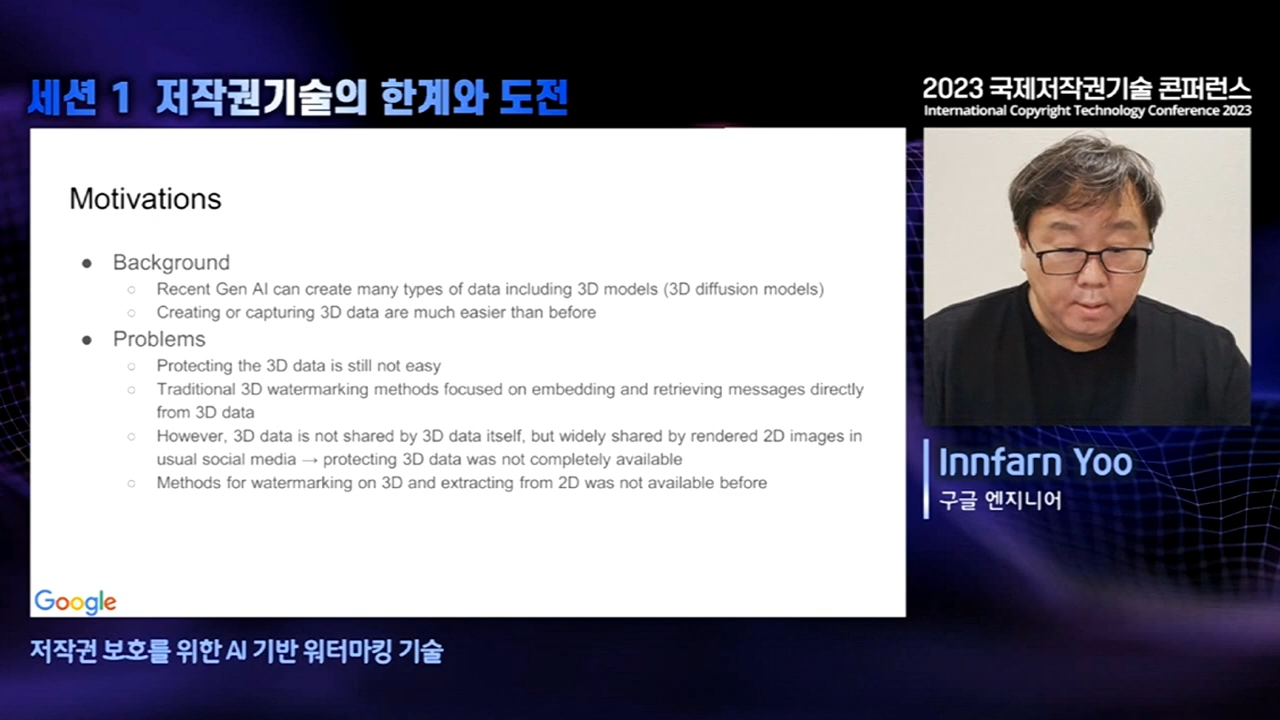 세션 1 저작권기술의 한계와 도전
2023 국제저작권기술 콘퍼런스
International Copyright Technology Conference 2023
Motivations
● Background
○ Recent Gen AI can create many types of data including 3D models (3D diffusion models)
○ Creating or capturing 3D data are much easier than before
● Problems
○ Protecting the 3D data is still not easy
○ Traditional 3D watermarking methods focused on embedding and retrieving messages directly
from 3D data
○ However, 3D data is not shared by 3D data itself, but widely shared by rendered 2D images in
usual social media → protecting 3D data was not completely available
○ Methods for watermarking on 3D and extracting from 2D was not available before
Google
Innfarn Yoo
구글 엔지니어
저작권 보호를 위한 AI 기반 워터마킹 기술